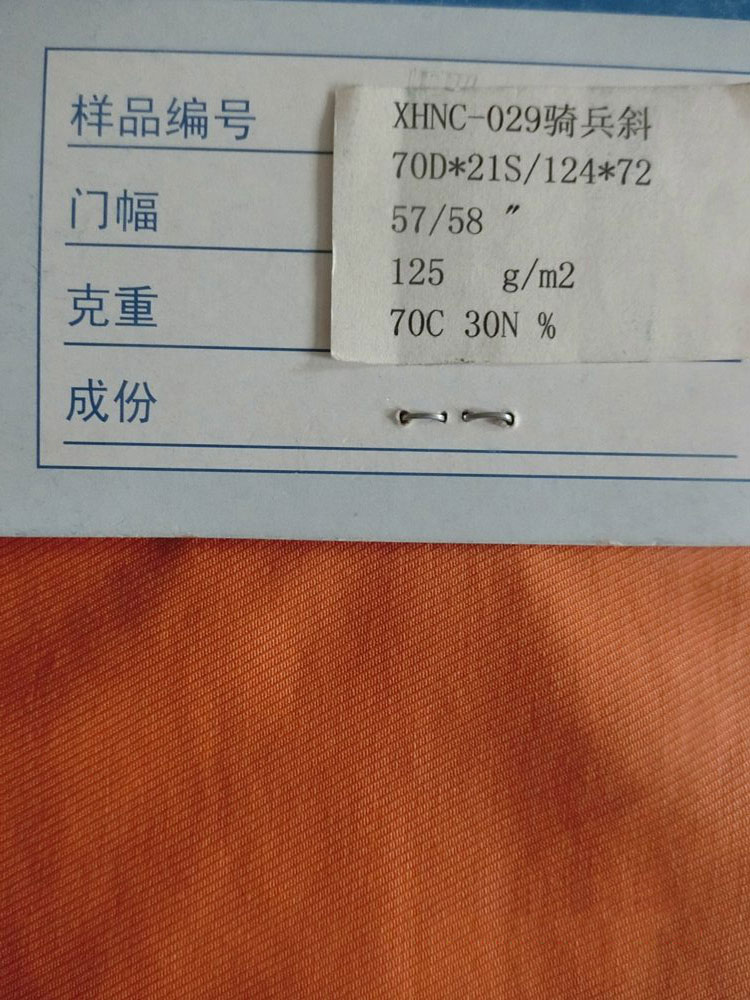 样品编号
XHNC-029骑兵斜
70D*21S/124*72
门幅
57/58 "
克重
125 g/m2
70C 30N %
成份